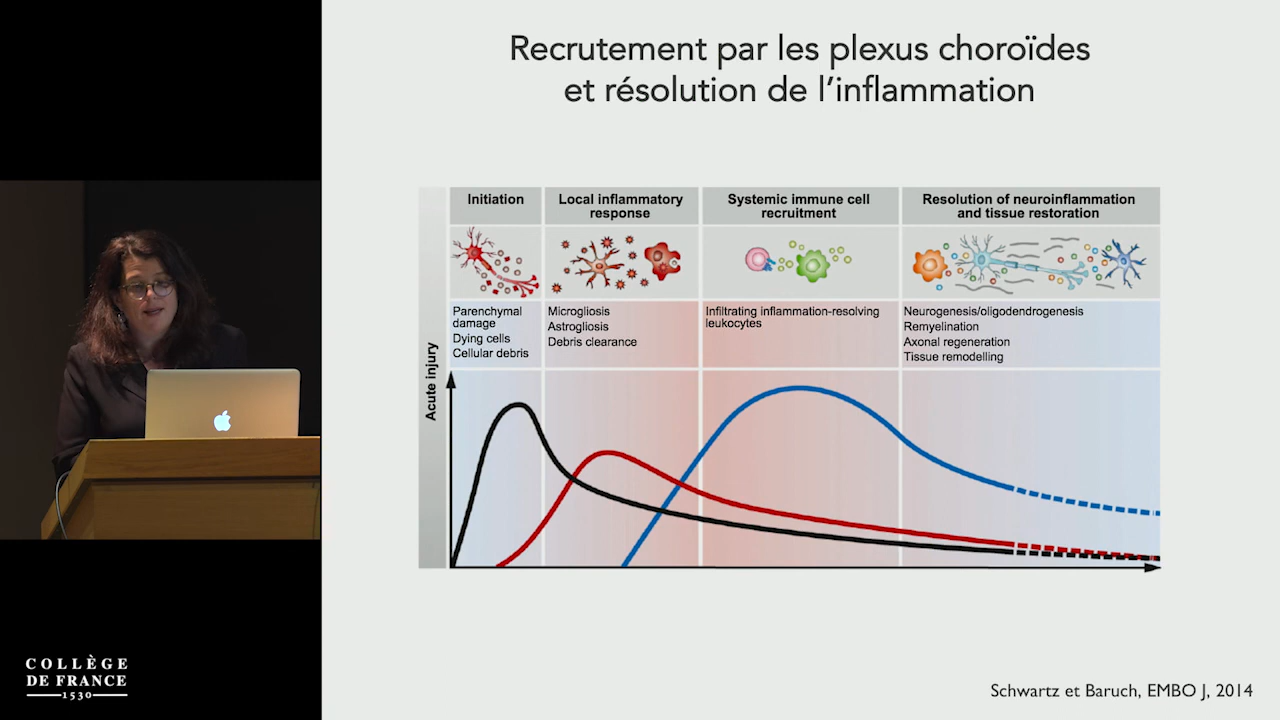 Recrutement par les plexus choroïdes
et résolution de l’inflammation
Initiation
Local inflammatory
response
Systemic immune cell
recruitment
Resolution of neuroinflammation
and tissue restoration
Parenchymal
damage
Dying cells
Cellular debris
Microgliosis
Astrogliosis
Debris clearance
Infiltrating inflammation-resolving
leukocytes
Neurogenesis/oligodendrogenesis
Remyelination
Axonal regeneration
Tissue remodelling
Acute injury
COLLÈGE
DE FRANCE
1530
Schwartz et Baruch, EMBO J, 2014